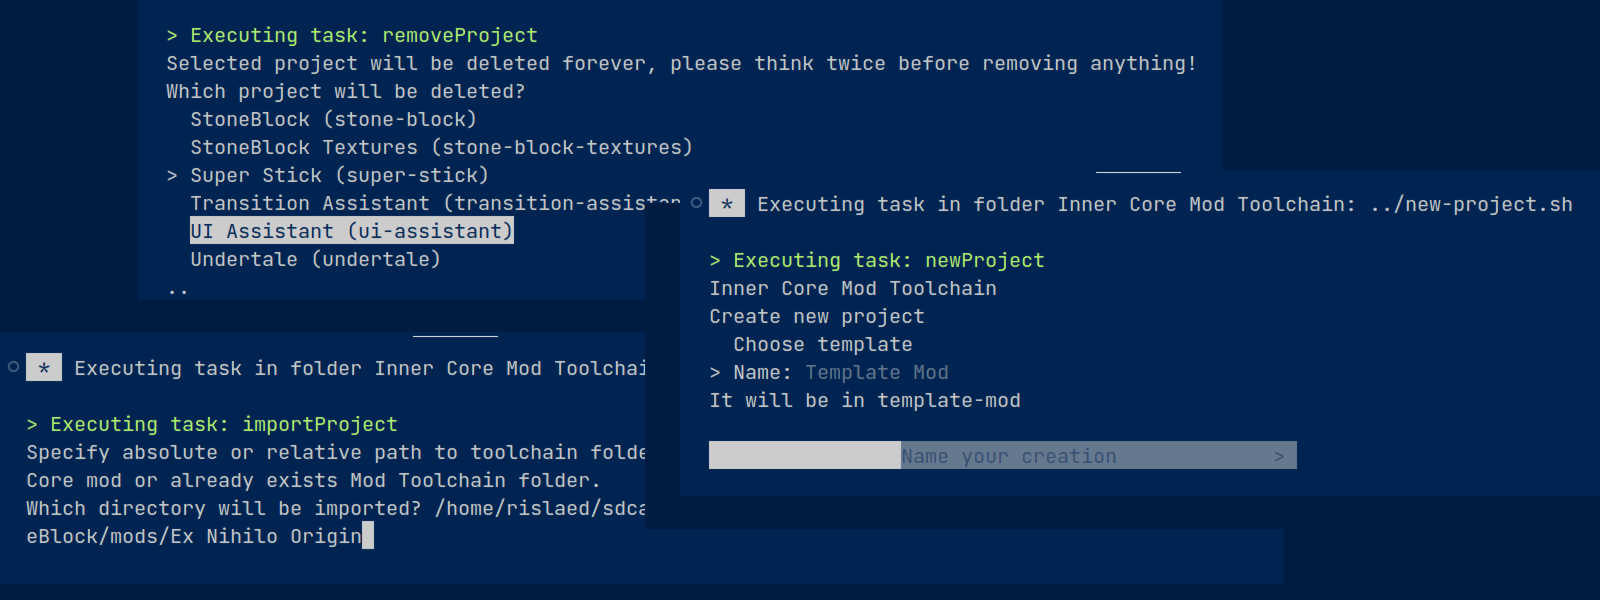 > Executing task: removeProject
Selected project will be deleted forever, please think twice before removing anything!
Which project will be deleted?
StoneBlock (stone-block)
StoneBlock Textures (stone-block-textures)
> Super Stick (super-stick)
Transition Assistant (transition-assisten
UI Assistant (ui-assistant)
Undertale (undertale)
..
* Executing task in folder Inner Core Mod Toolchain: ../new-project.sh
> Executing task: newProject
Inner Core Mod Toolchain
Create new project
Choose template
> Name: Template Mod
It will be in template-mod
Name your creation >
* Executing task in folder Inner Core Mod Toolchai
> Executing task: importProject
Specify absolute or relative path to toolchain folde
Core mod or already exists Mod Toolchain folder.
Which directory will be imported? /home/rislaed/sdca
eBlock/mods/Ex Nihilo Origin